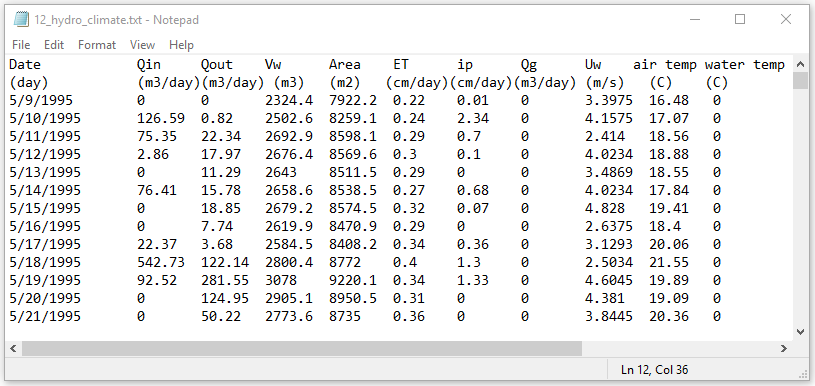 12_hydro_climate.txt - Notepad
File Edit Format View Help
Date Qin Qout Vw Area ET ip Qg Uw air temp water temp
(day) (m3/day)(m3/day) (m3) (m2) (cm/day)(cm/day)(m3/day) (m/s) (C) (C)
5/9/1995 0 0 2324.4 7922.2 0.22 0.01 0 3.3975 16.48 0
5/10/1995 126.59 0.82 2502.6 8259.1 0.24 2.34 0 4.1575 17.07 0
5/11/1995 75.35 22.34 2692.9 8598.1 0.29 0.7 0 2.414 18.56 0
5/12/1995 2.86 17.97 2676.4 8569.6 0.3 0.1 0 4.0234 18.88 0
5/13/1995 0 11.29 2643 8511.5 0.29 0 0 3.4869 18.55 0
5/14/1995 76.41 15.78 2658.6 8538.5 0.27 0.68 0 4.0234 17.84 0
5/15/1995 0 18.85 2679.2 8574.5 0.32 0.07 0 4.828 19.41 0
5/16/1995 0 7.74 2619.9 8470.9 0.29 0 0 2.6375 18.4 0
5/17/1995 22.37 3.68 2584.5 8408.2 0.34 0.36 0 3.1293 20.06 0
5/18/1995 542.73 122.14 2800.4 8772 0.4 1.3 0 2.5034 21.55 0
5/19/1995 92.52 281.55 3078 9220.1 0.34 1.33 0 4.6045 19.89 0
5/20/1995 0 124.95 2905.1 8950.5 0.31 0 0 4.381 19.09 0
5/21/1995 0 50.22 2773.6 8735 0.36 0 0 3.8445 20.36 0
Ln 12, Col 36